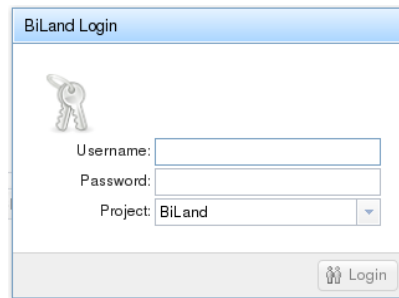 BiLand Login
Username:
Password:
Project: BiLand
Login